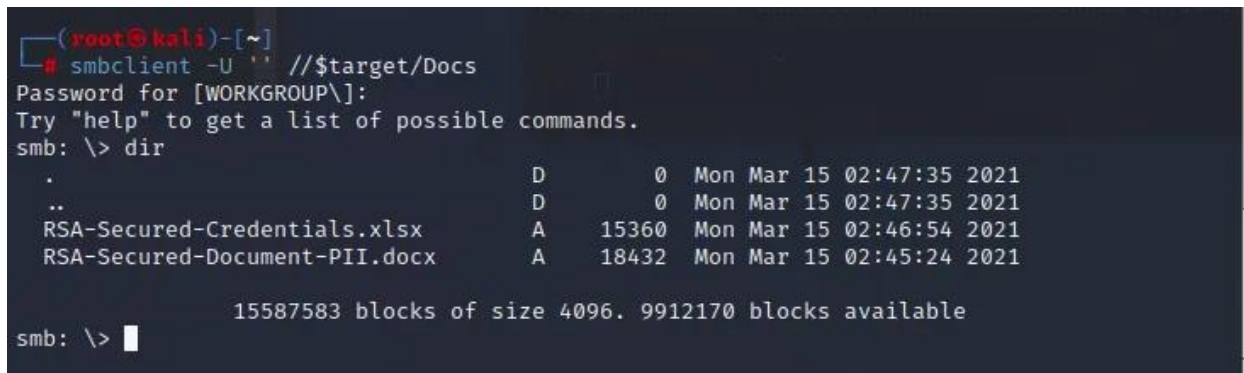 ┌──(root㉿kali)-[~]
└─# smbclient -U '' //$target/Docs
Password for [WORKGROUP\]:
Try "help" to get a list of possible commands.
smb: \> dir
  .                                   D        0  Mon Mar 15 02:47:35 2021
  ..                                  D        0  Mon Mar 15 02:47:35 2021
  RSA-Secured-Credentials.xlsx        A    15360  Mon Mar 15 02:46:54 2021
  RSA-Secured-Document-PII.docx       A    18432  Mon Mar 15 02:45:24 2021
                15587583 blocks of size 4096. 9912170 blocks available
smb: \>